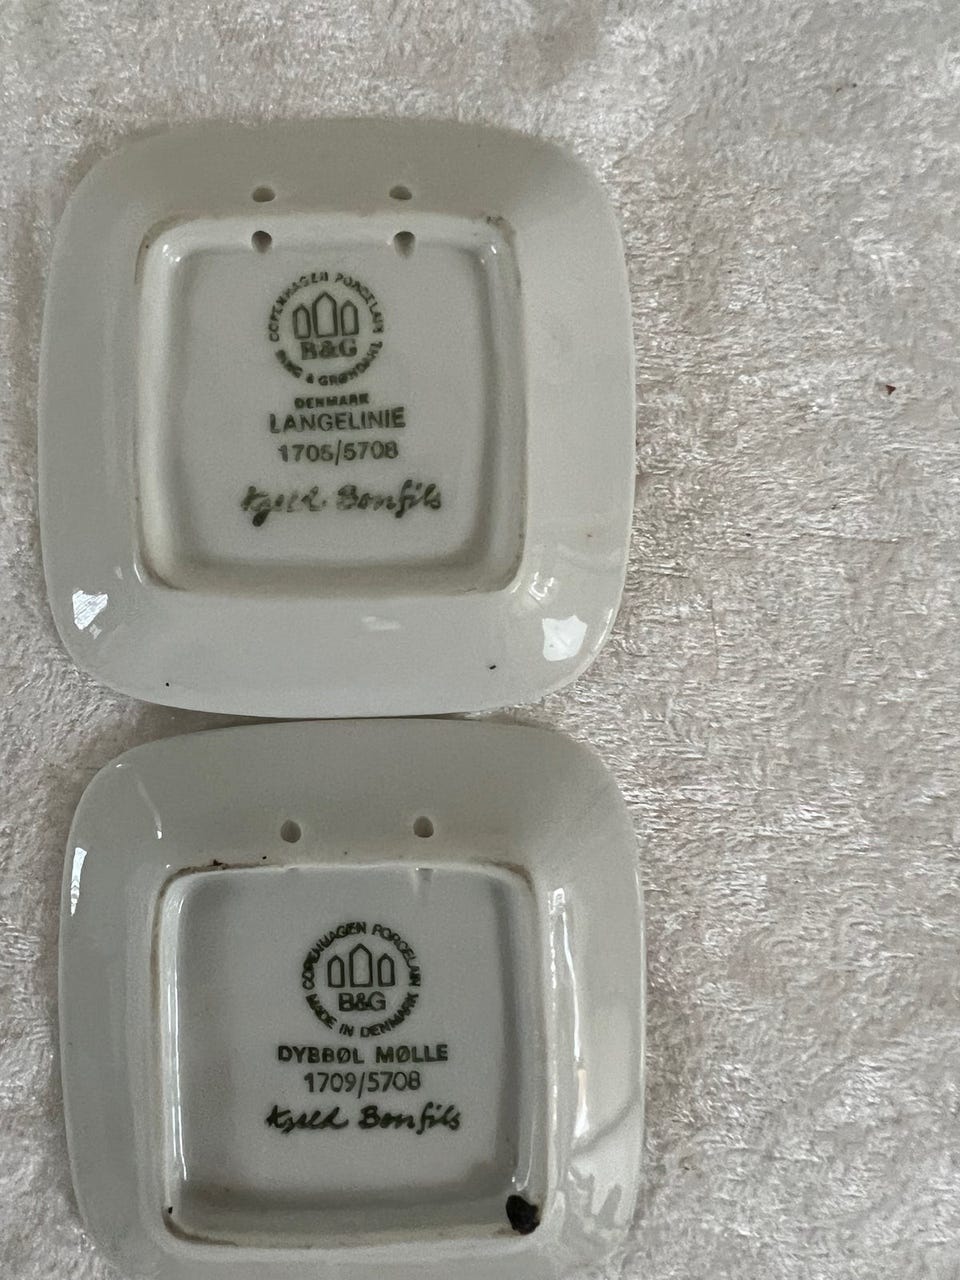 COPENHAGEN PORCELAIN
B&G
BING & GRØNDAHL
DENMARK
LANGELINIE
1705/5708
Kjeld Bonfils
COPENHAGEN PORCELAIN
B&G
MADE IN DENMARK
DYBBØL MØLLE
1709/5708
Kjeld Bonfils